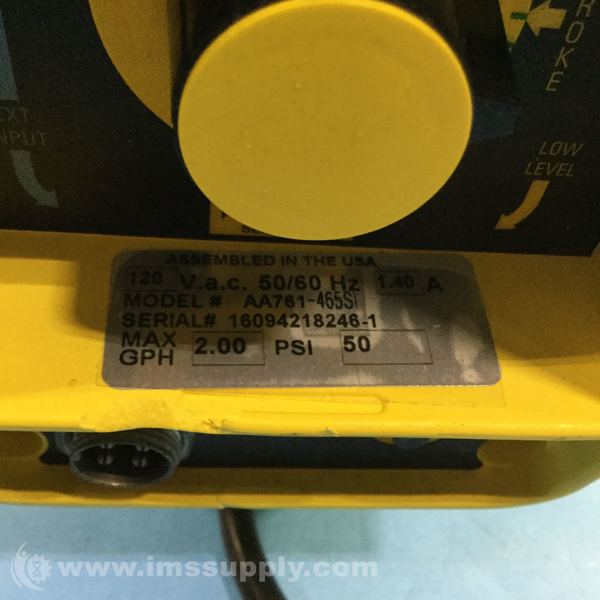 STROKE
EXT
INPUT
LOW
LEVEL
ASSEMBLED IN THE USA
120 V.a.c. 50/60 Hz 1.40 A
MODEL # AA761-465SI
SERIAL# 16094218246-1
MAX GPH 2.00 PSI 50
www.imssupply.com